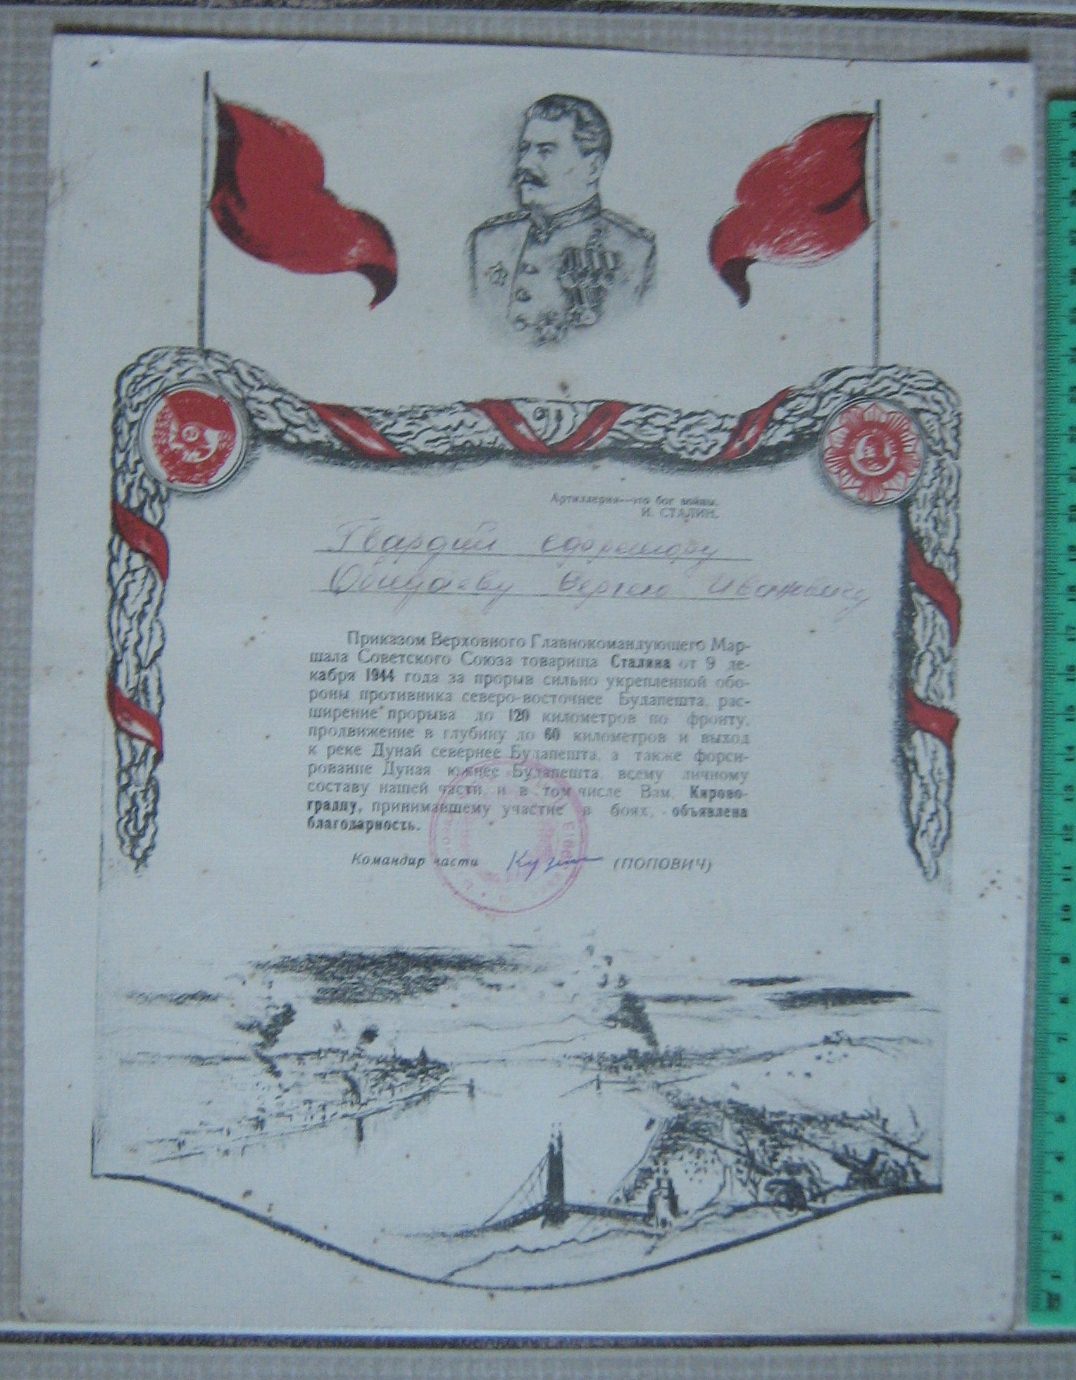 Артиллерия—это бог войны.
И. СТАЛИН.
Гвардии ефрейтору
Сергею Ивановичу
Приказом Верховного Главнокомандующего Мар-
шала Советского Союза товарища Сталина от 9 де-
кабря 1944 года за прорыв сильно укрепленной обо-
роны противника северо-восточнее Будапешта, рас-
ширение прорыва до 120 километров по фронту,
продвижение в глубину до 60 километров и выход
к реке Дунай севернее Будапешта, а также форси-
рование Дуная южнее Будапешта, всему личному
составу нашей части, и в том числе Вам, Кирово-
градцу, принимавшему участие в боях, объявлена
благодарность.
Командир части (ПОПОВИЧ)